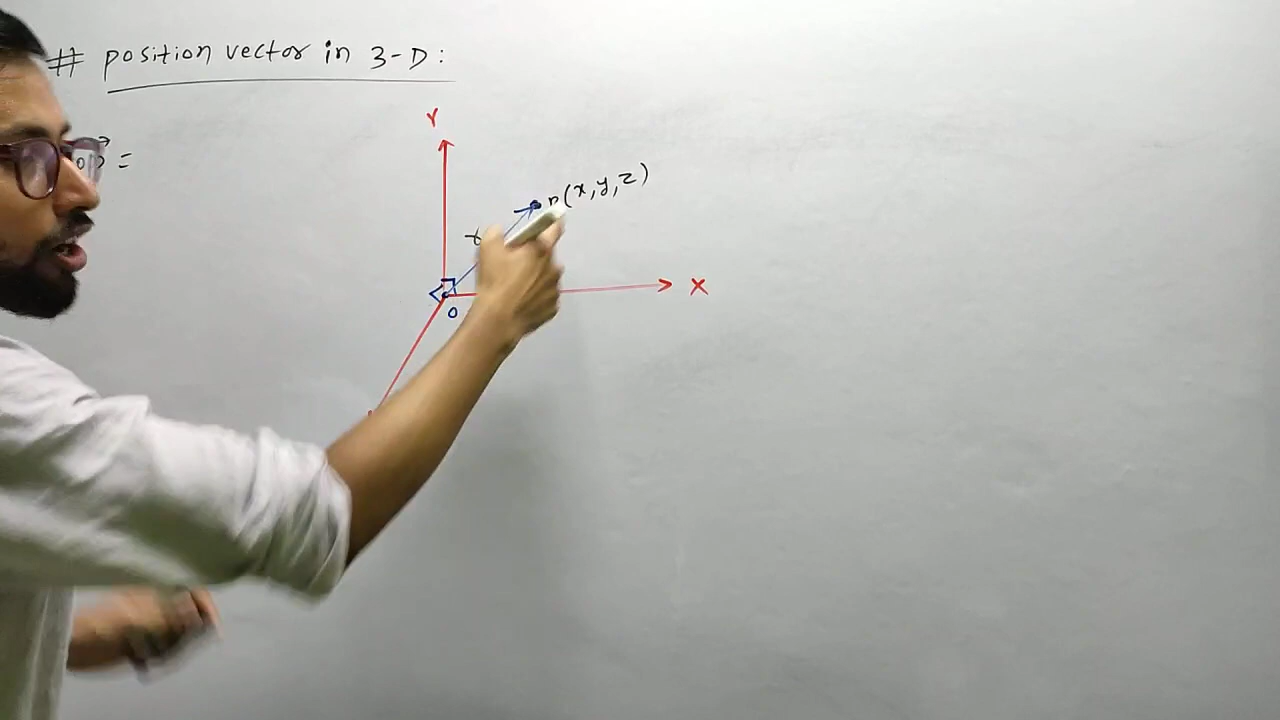 # position vector in 3-D:
Y
=
(x,y,z)
X
O